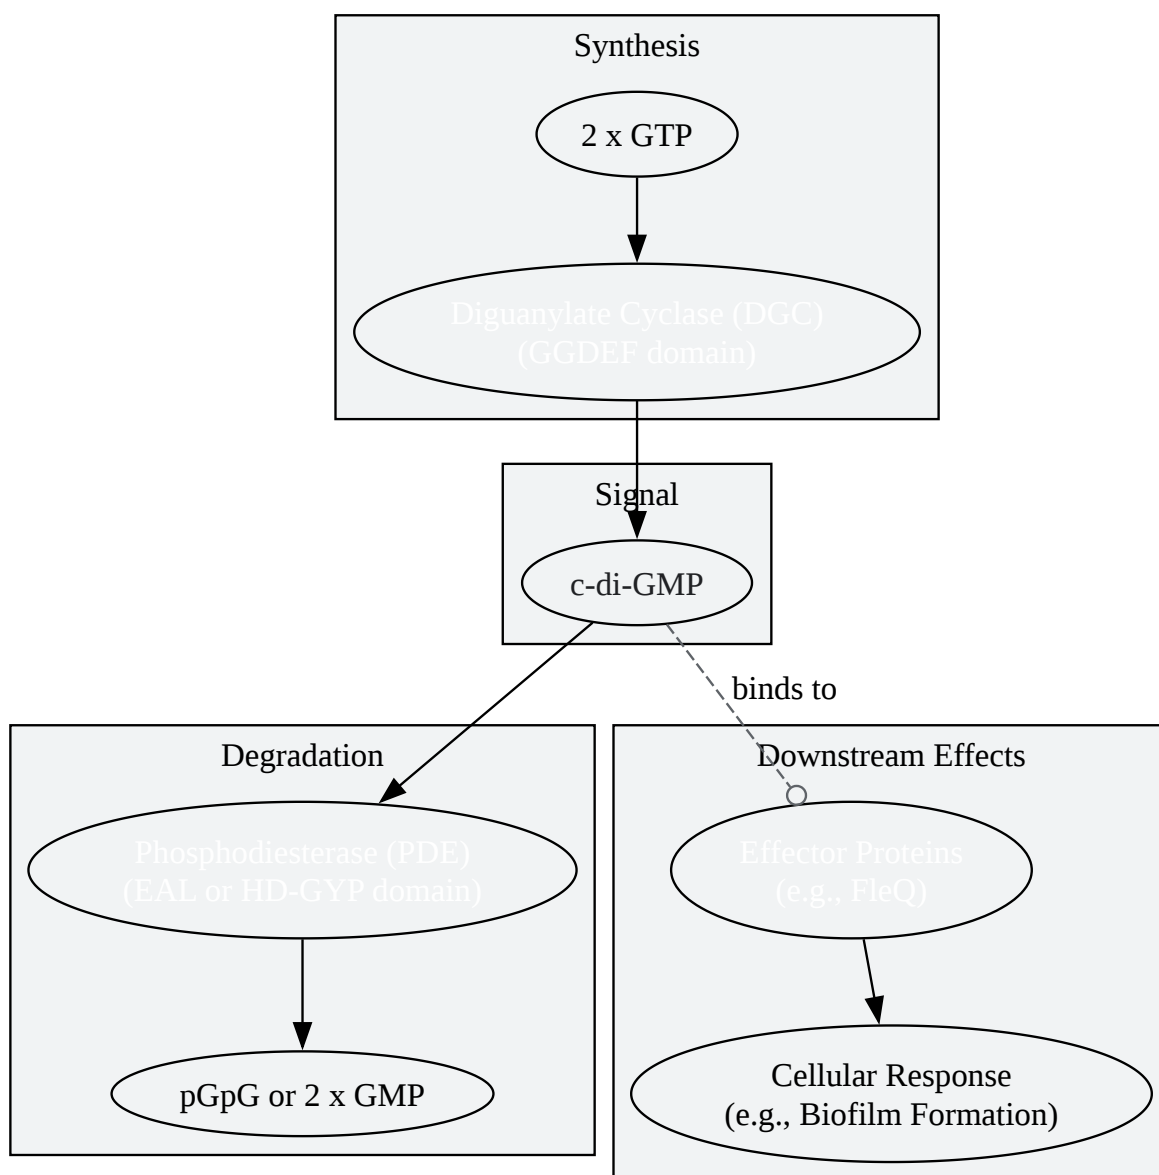 Synthesis
2 x GTP
Diguanylate Cyclase (DGC)
(GGDEF domain)
Signal
c-di-GMP
binds to
Degradation
Phosphodiesterase (PDE)
(EAL or HD-GYP domain)
pGpG or 2 x GMP
Downstream Effects
Effector Proteins
(e.g., FleQ)
Cellular Response
(e.g., Biofilm Formation)